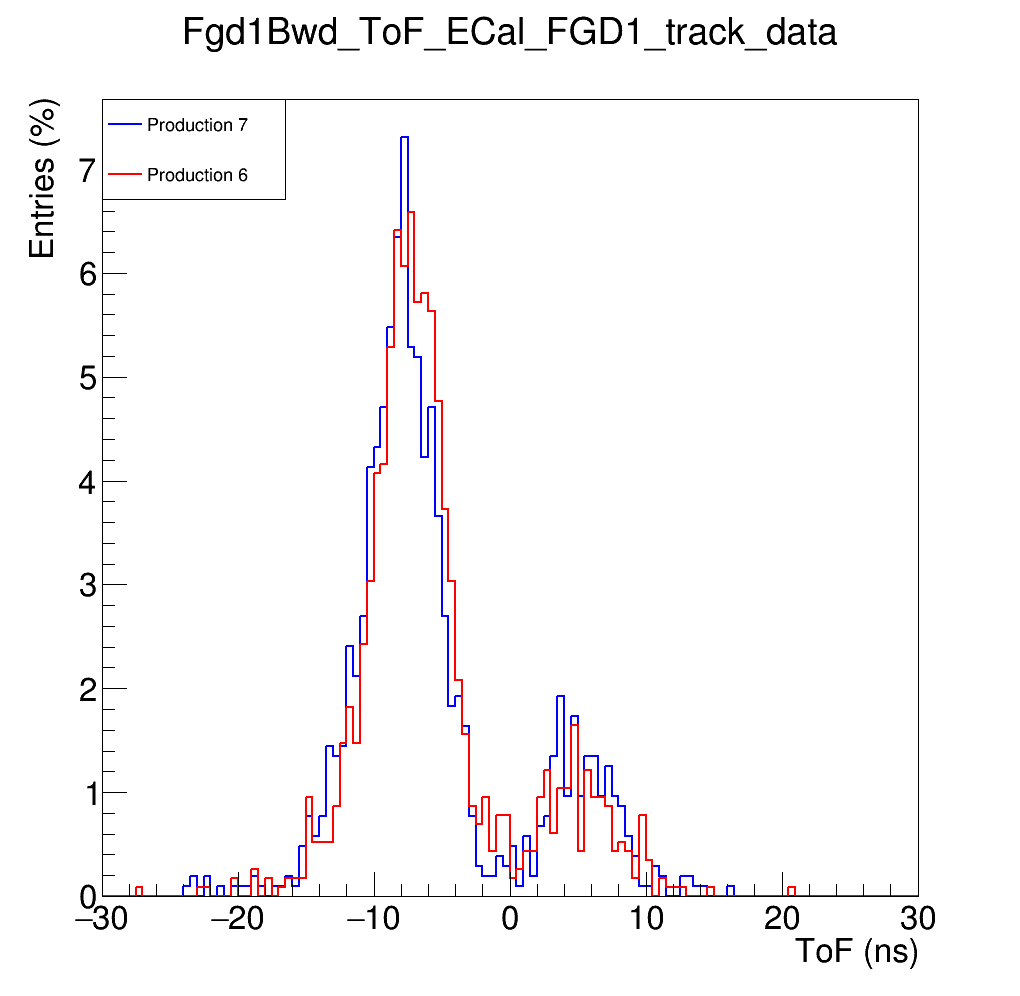 Fgd1Bwd_ToF_ECal_FGD1_track_data
Entries (%)
Production 7
Production 6
7
6
5
4
3
2
1
0
−30 −20 −10 0 10 20 30
ToF (ns)